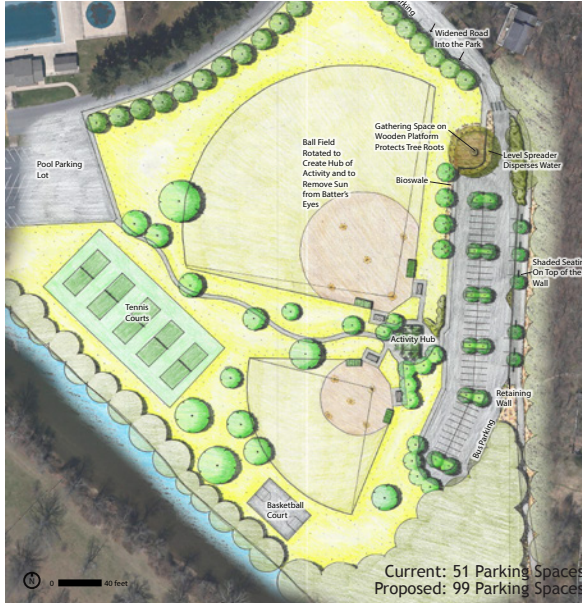 Parking
Widened Road
Into the Park
Gathering Space on
Wooden Platform
Protects Tree Roots
Level Spreader
Disperses Water
Ball Field
Rotated to
Create Hub of
Activity and to
Remove Sun
from Batter's
Eyes
Bioswale
Pool Parking
Lot
Shaded Seatin
On Top of the
Wall
Tennis
Courts
Activity Hub
Retaining
Wall
Bus Parking
Basketball
Court
N
0 40 feet
Current: 51 Parking Spaces
Proposed: 99 Parking Spaces